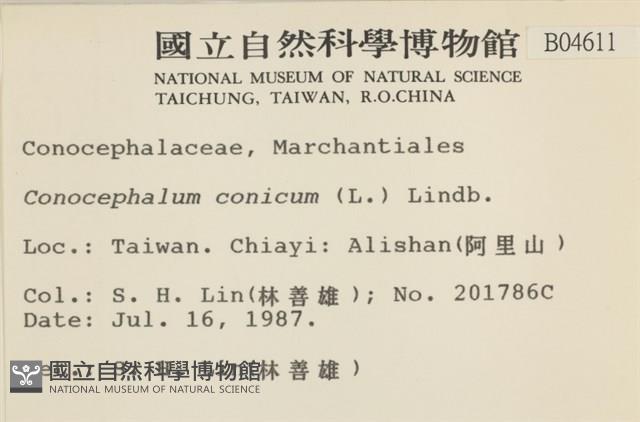 國立自然科學博物館 B04611
NATIONAL MUSEUM OF NATURAL SCIENCE
TAICHUNG, TAIWAN, R.O.CHINA
Conocephalaceae, Marchantiales
Conocephalum conicum (L.) Lindb.
Loc.: Taiwan. Chiayi: Alishan(阿里山)
Col.: S. H. Lin(林善雄); No. 201786C
Date: Jul. 16, 1987.
林善雄)
國立自然科學博物館
NATIONAL MUSEUM OF NATURAL SCIENCE